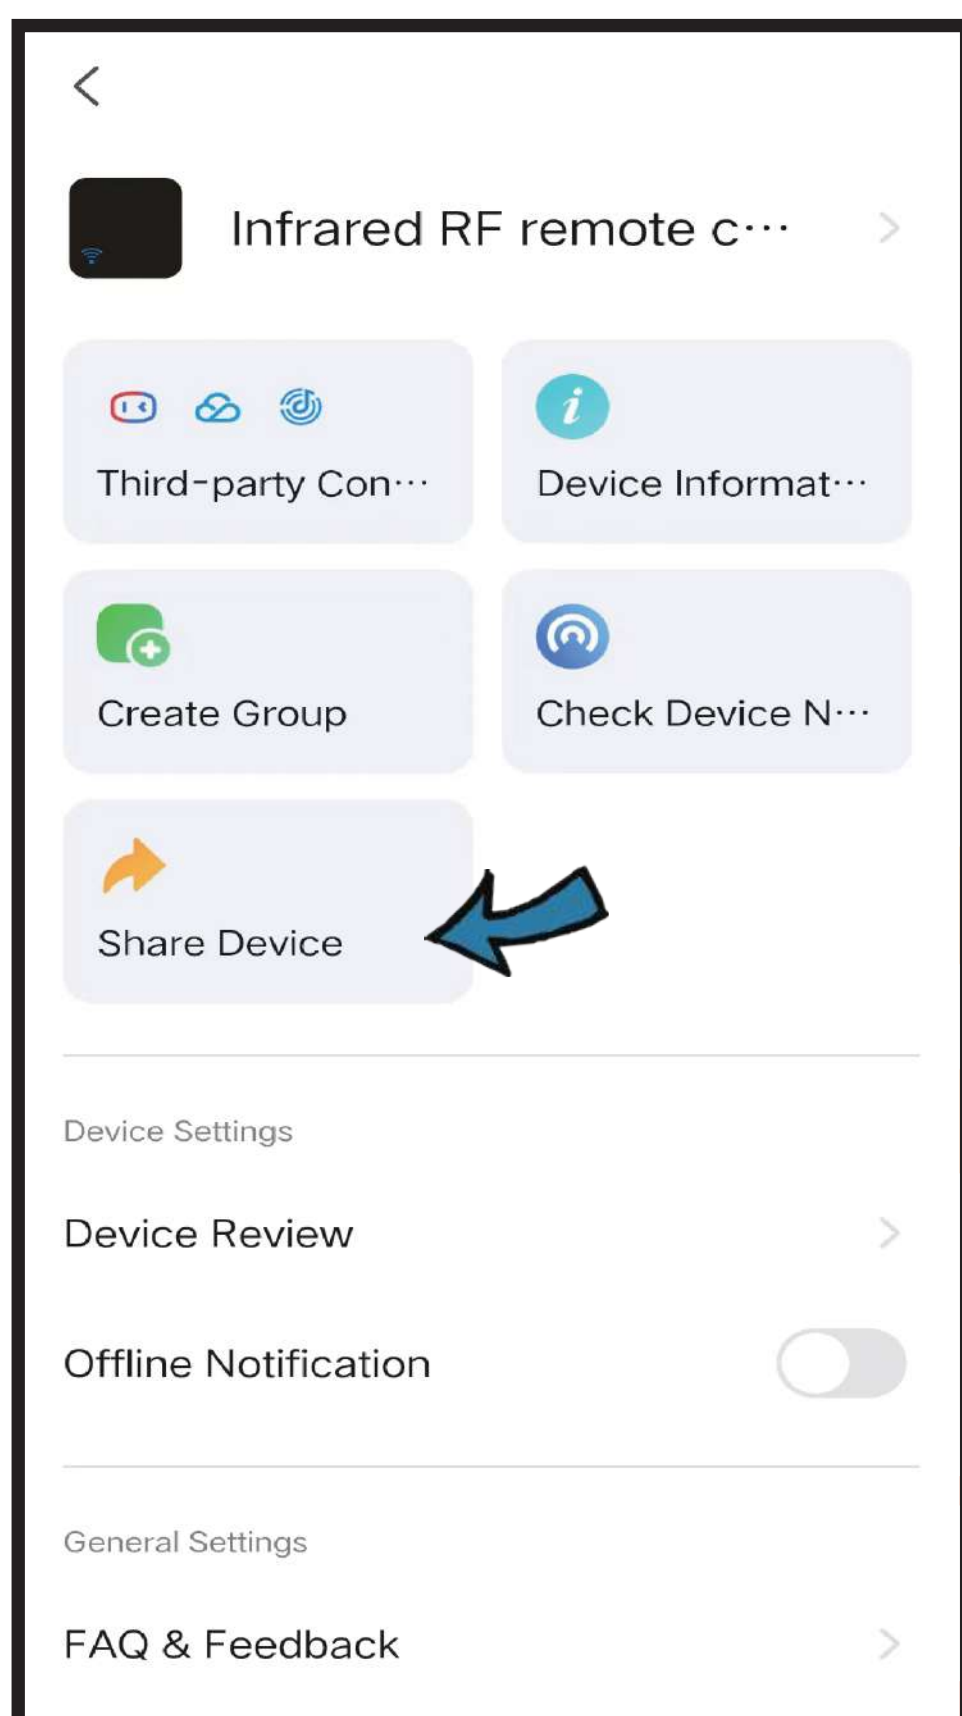 Infrared RF remote c···
Third-party Con···
Device Informat···
Create Group
Check Device N···
Share Device
Device Settings
Device Review
Offline Notification
General Settings
FAQ & Feedback